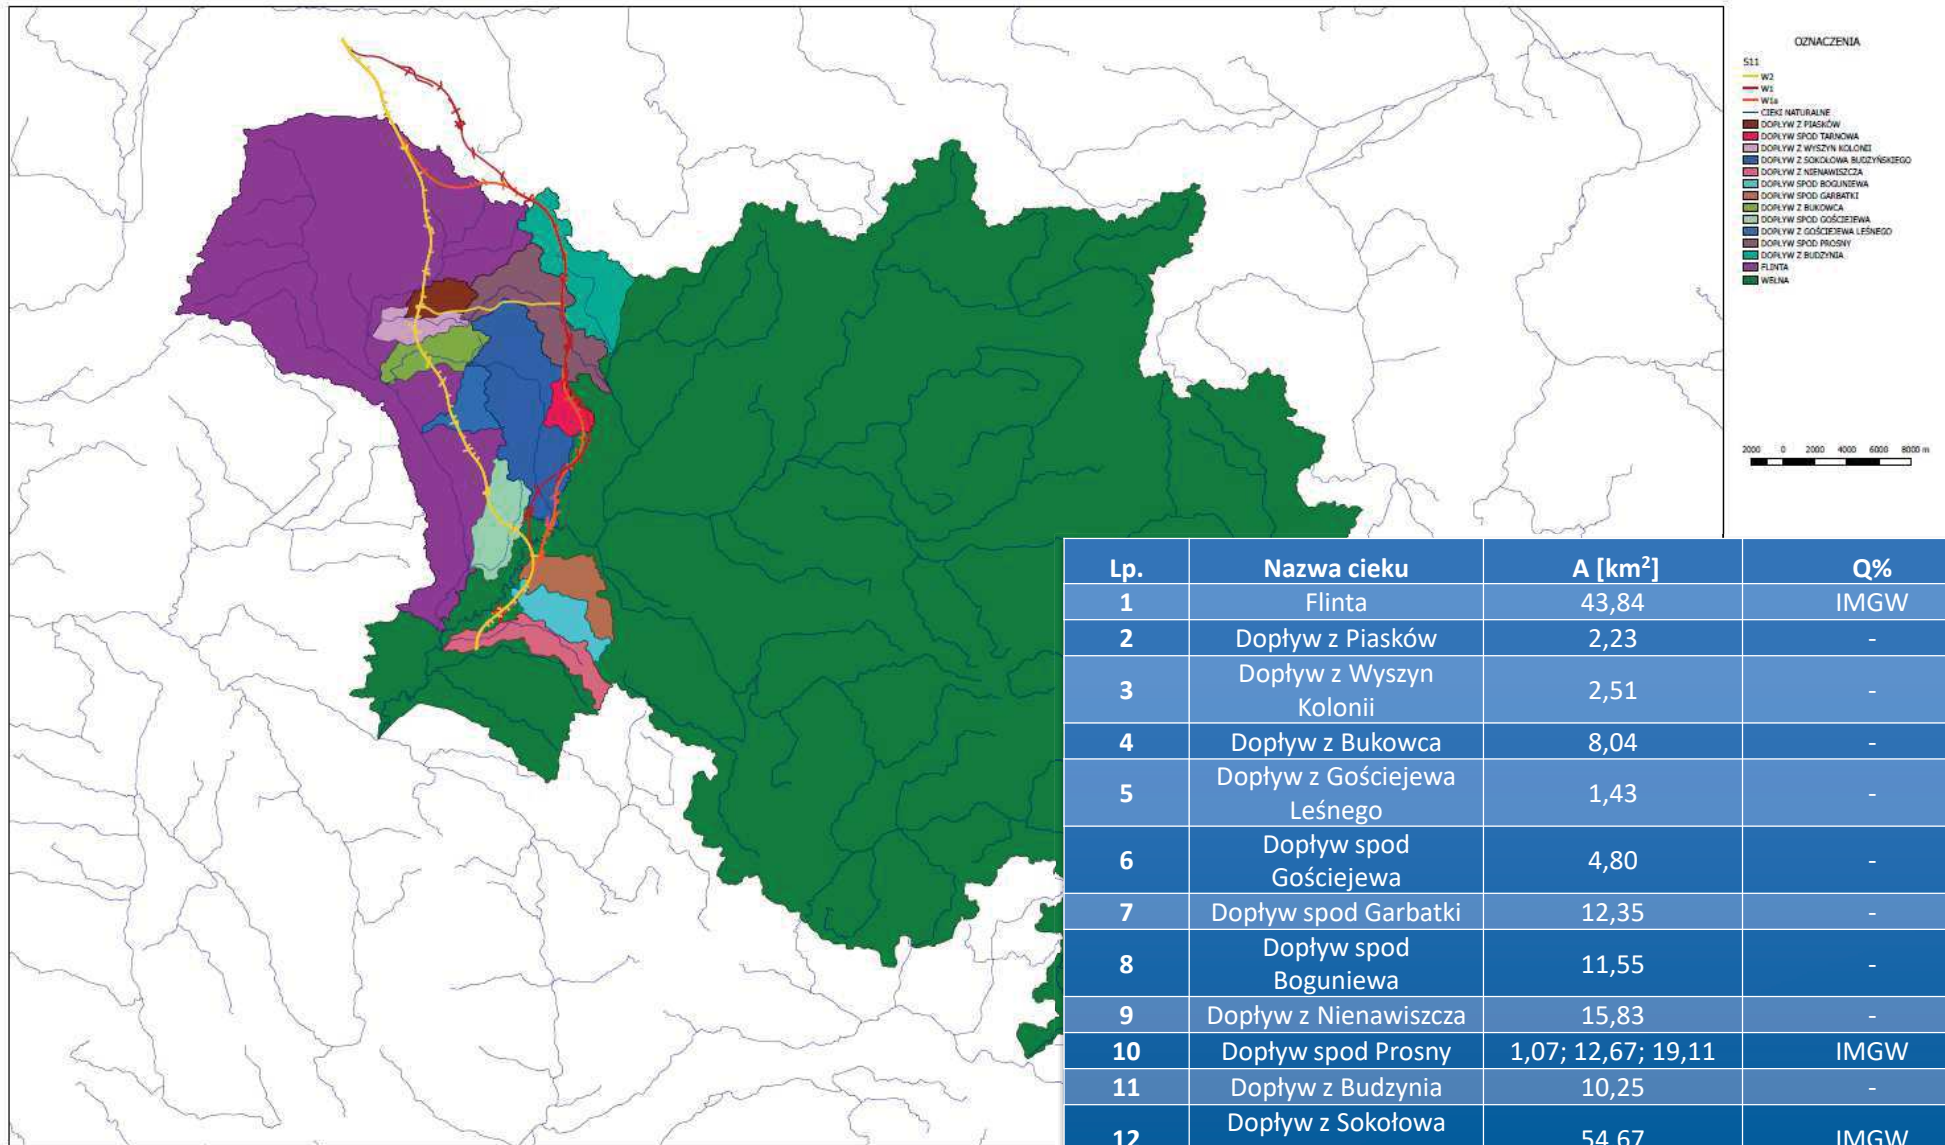 OZNACZENIA
S11
W2
W1
W1a
CIEKI NATURALNE
DOPŁYW Z PIASKÓW
DOPŁYW SPOD TARNOWA
DOPŁYW Z WYSZYN KOLONII
DOPŁYW Z SOKOŁOWA BUDZYŃSKIEGO
DOPŁYW Z NIENAWISZCZA
DOPŁYW SPOD BOGUNIEWA
DOPŁYW SPOD GARBATKI
DOPŁYW Z BUKOWCA
DOPŁYW SPOD GOŚCIEJEWA
DOPŁYW Z GOŚCIEJEWA LEŚNEGO
DOPŁYW SPOD PROSNY
DOPŁYW Z BUDZYNIA
FLINTA
WEŁNA
2000 0 2000 4000 6000 8000 m
Lp. Nazwa cieku A [km²] Q%
1 Flinta 43,84 IMGW
2 Dopływ z Piasków 2,23 -
3 Dopływ z Wyszyn
Kolonii 2,51 -
4 Dopływ z Bukowca 8,04 -
5 Dopływ z Gościejewa
Leśnego 1,43 -
6 Dopływ spod
Gościejewa 4,80 -
7 Dopływ spod Garbatki 12,35 -
8 Dopływ spod
Boguniewa 11,55 -
9 Dopływ z Nienawiszcza 15,83 -
10 Dopływ spod Prosny 1,07; 12,67; 19,11 IMGW
11 Dopływ z Budzynia 10,25 -
12 Dopływ z Sokołowa 54,67 IMGW